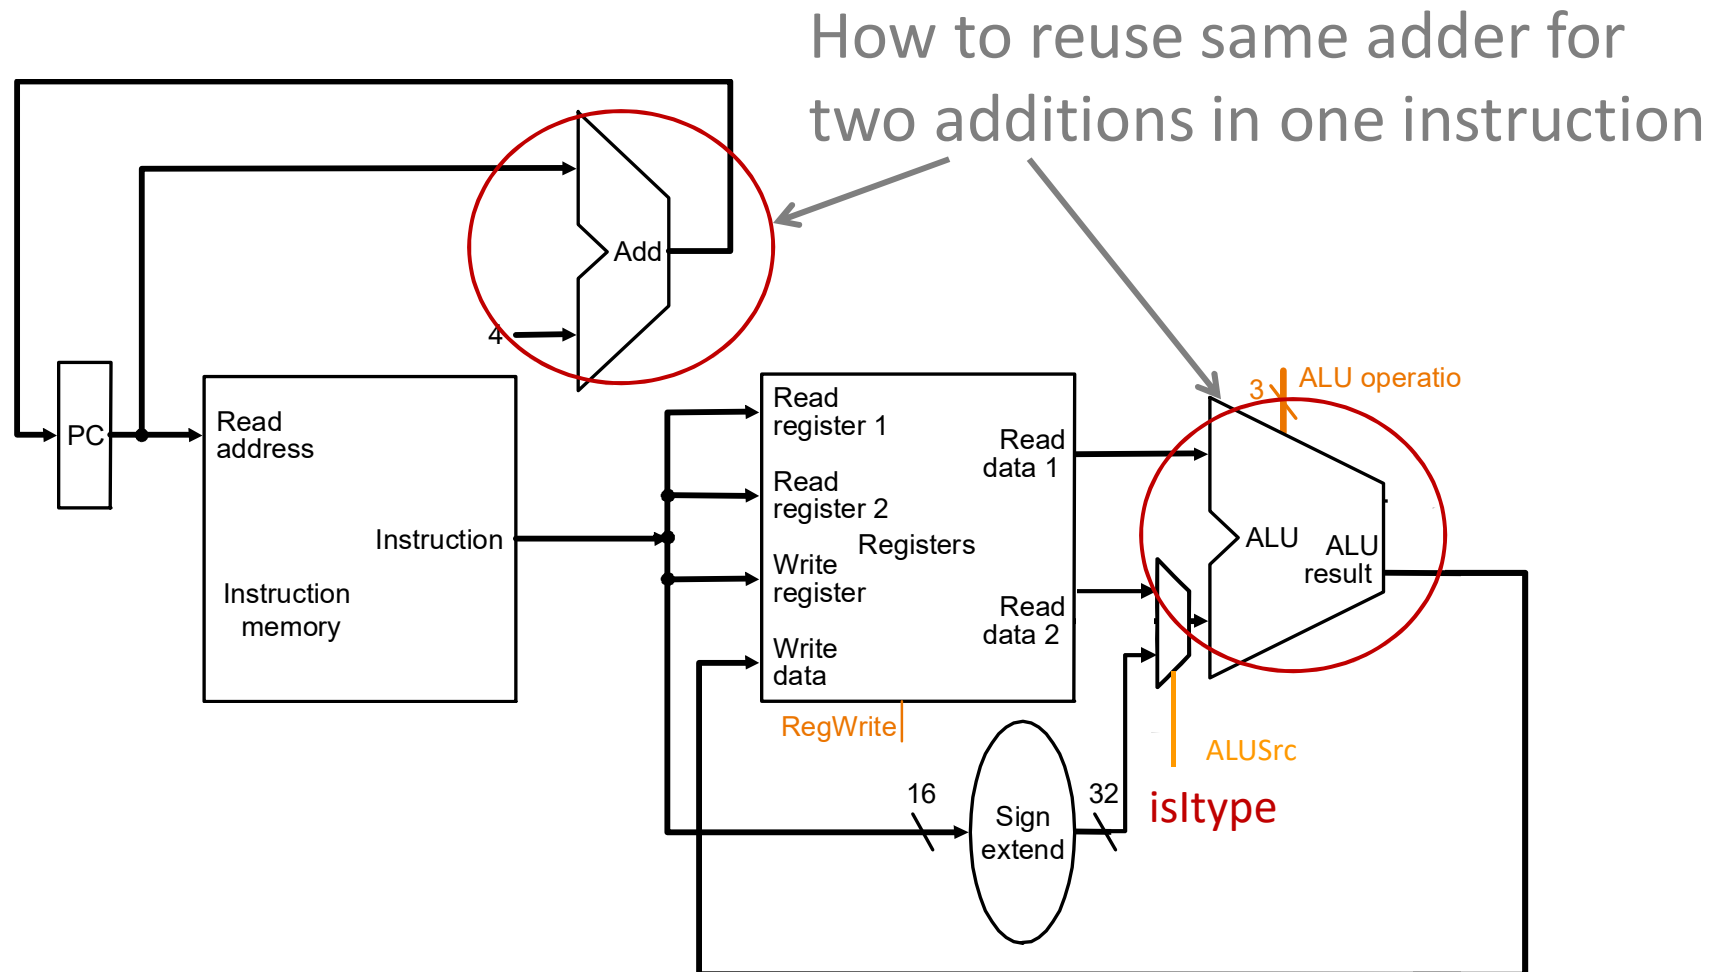 How to reuse same adder for
two additions in one instruction
Add
4
PC
Read
address
Instruction
Instruction
memory
Read
register 1
Read
register 2
Write
register
Write
data
Registers
Read
data 1
Read
data 2
RegWrite
3
ALU operatio
ALU
ALU
result
ALUSrc
isItype
16
Sign
extend
32